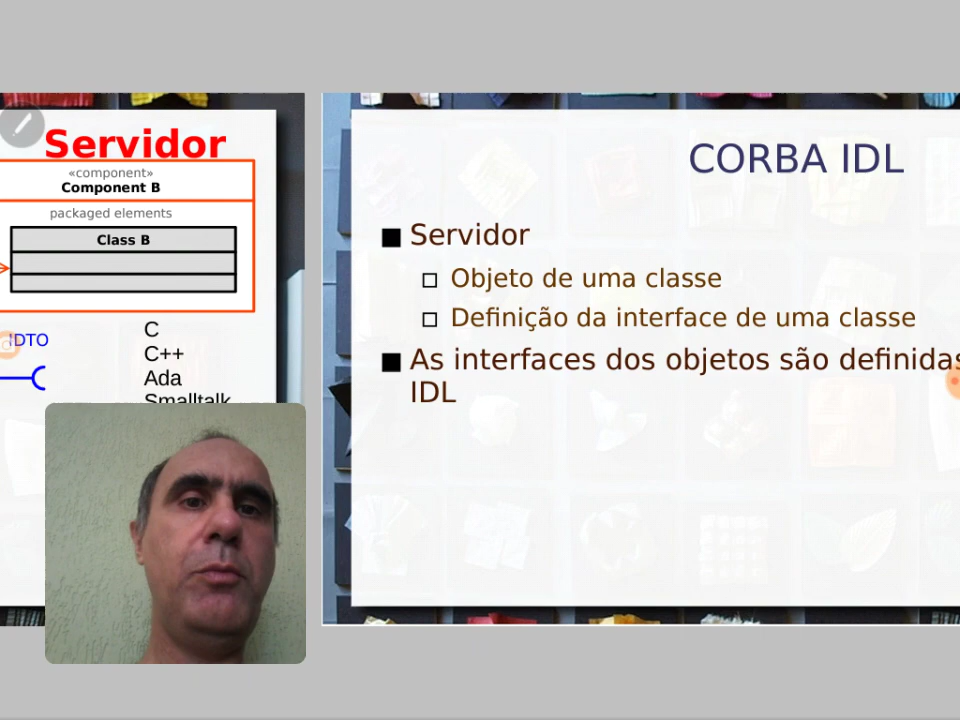 Servidor
«component»
Component B
packaged elements
Class B
IDTO
C
C++
Ada
Smalltalk
CORBA IDL
Servidor
Objeto de uma classe
Definição da interface de uma classe
As interfaces dos objetos são definidas
IDL